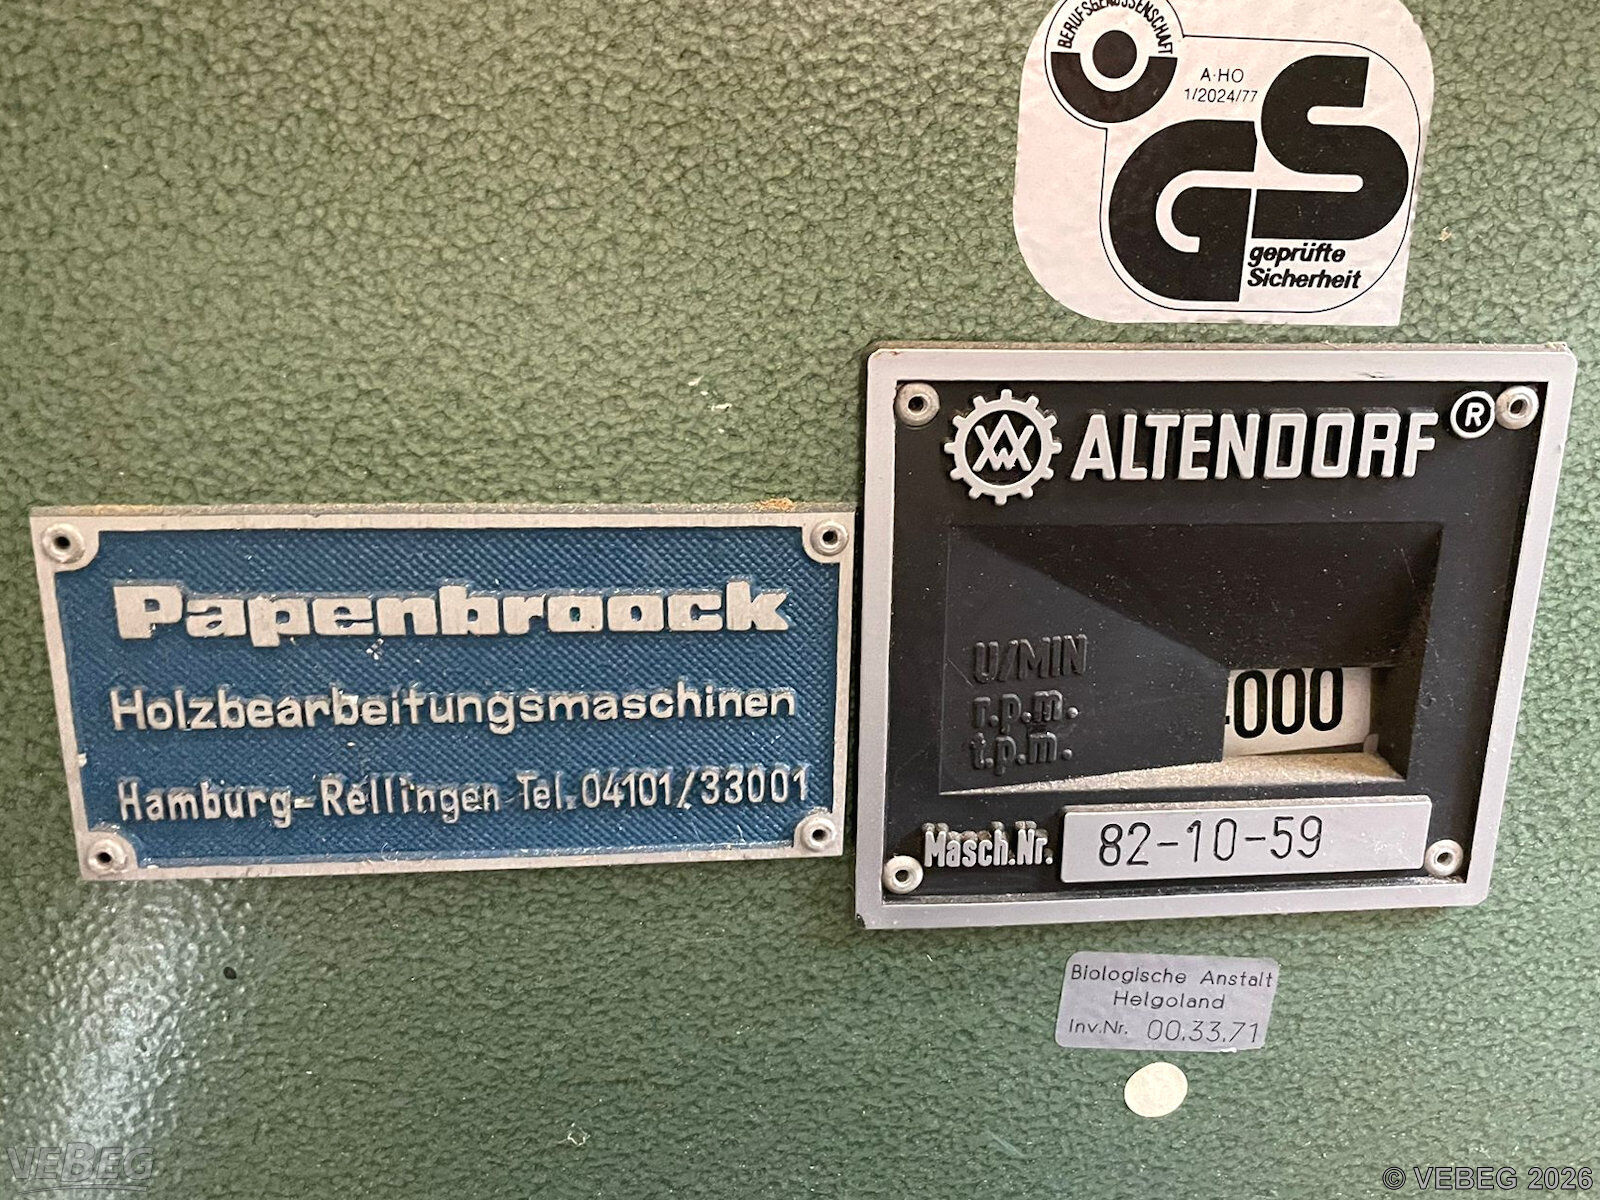 BERUFSGENOSSENSCHAFT
A·HO
1/2024/77
GS
geprüfte
Sicherheit
ALTENDORF®
U/MIN
r.p.m.
t.p.m.
000
Masch.Nr. 82-10-59
Papenbroock
Holzbearbeitungsmaschinen
Hamburg-Rellingen Tel. 04101/33001
Biologische Anstalt
Helgoland
Inv.Nr. 00.33.71
VEBEG
© VEBEG 2026